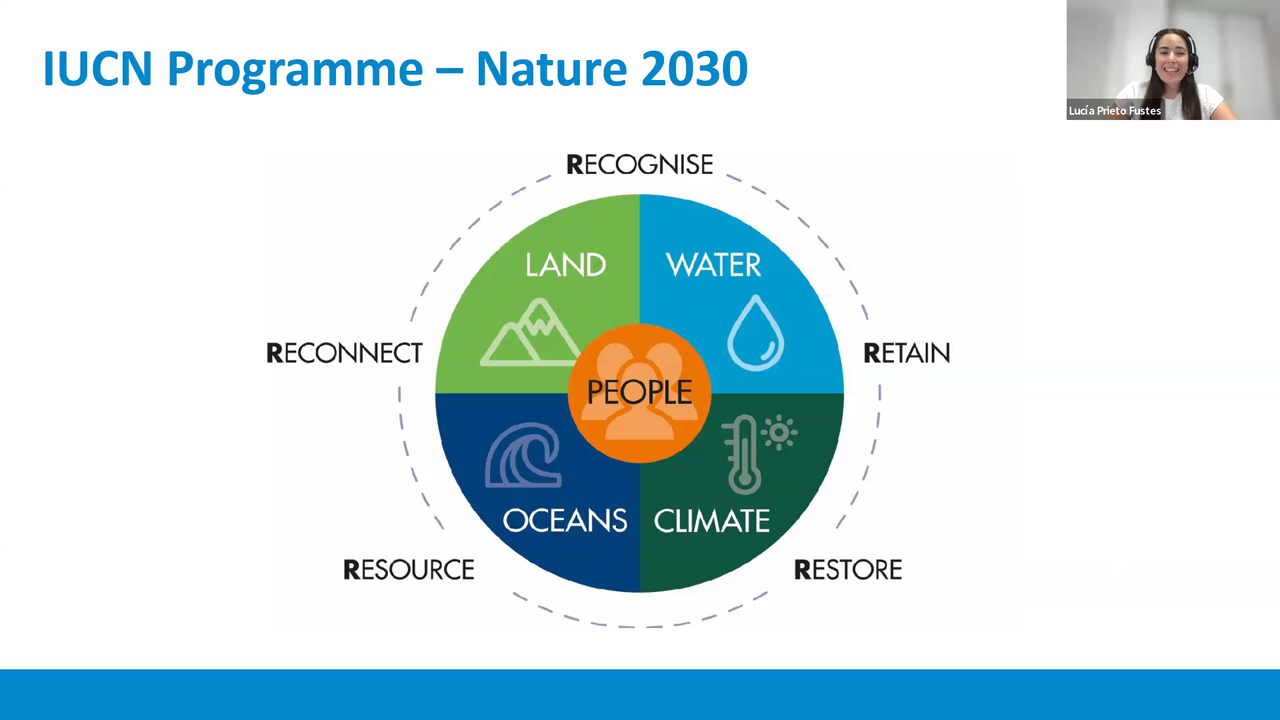 IUCN Programme – Nature 2030
Lucía Prieto Fustes
RECOGNISE
LAND
WATER
RECONNECT
RETAIN
PEOPLE
OCEANS
CLIMATE
RESOURCE
RESTORE